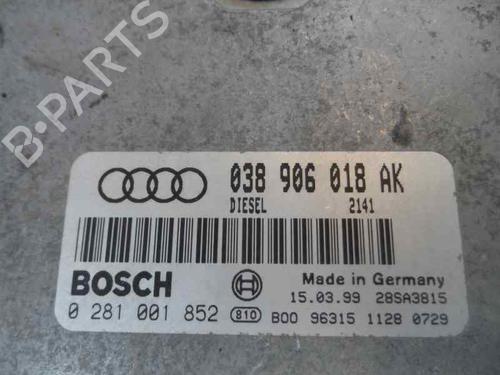 B-PARTS
038 906 018 AK
DIESEL 2141
BOSCH
Made in Germany
15.03.99 28SA3815
0 281 001 852 810 B00 96315 1128 0729